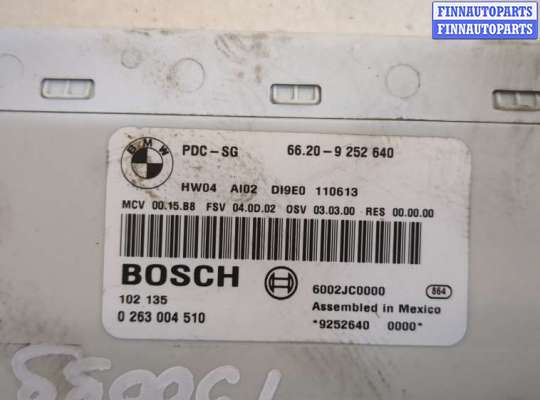 FINNAUTOPARTS
FINNAUTOPARTS
BMW
PDC-SG 66.20-9 252 640
HW04 AI02 DI9E0 110613
MCV 00.15.B8 FSV 04.0D.02 OSV 03.03.00 RES 00.00.00
BOSCH
6002JC0000 864
102 135
Assembled in Mexico
0 263 004 510
*9252640 0000*